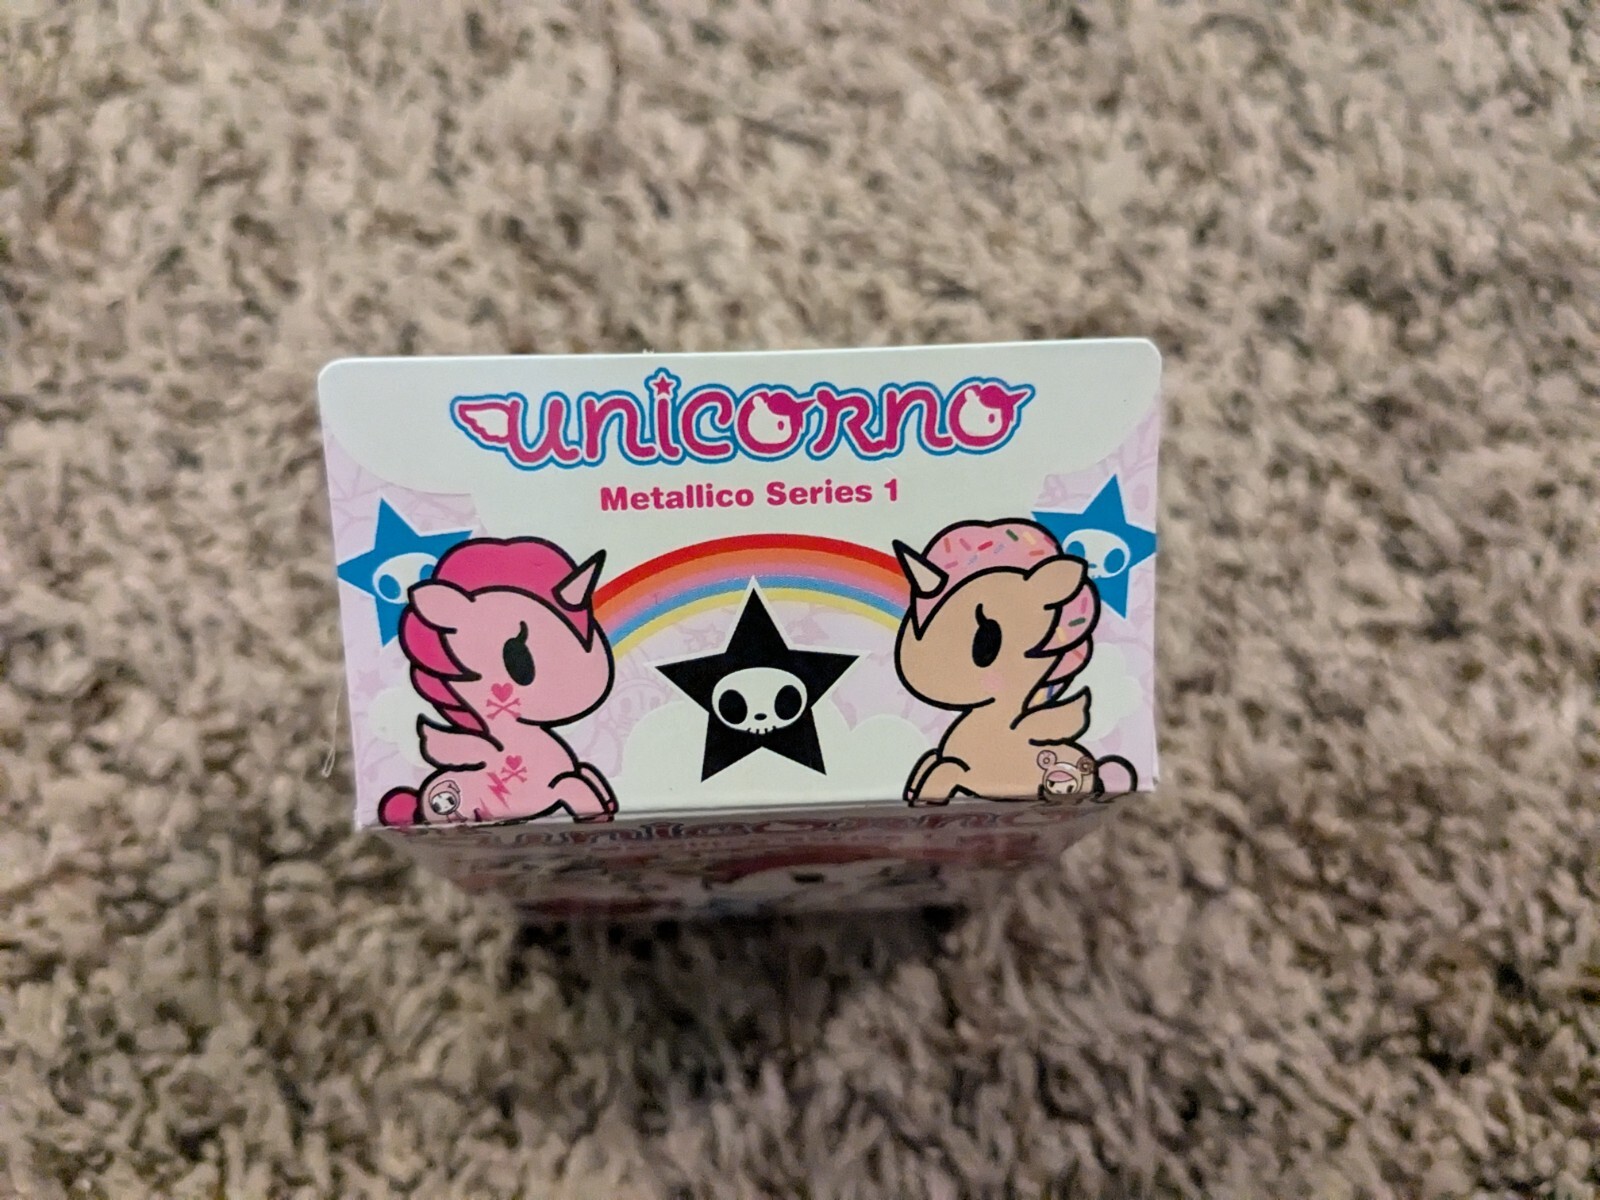 unicorno
Metallico Series 1